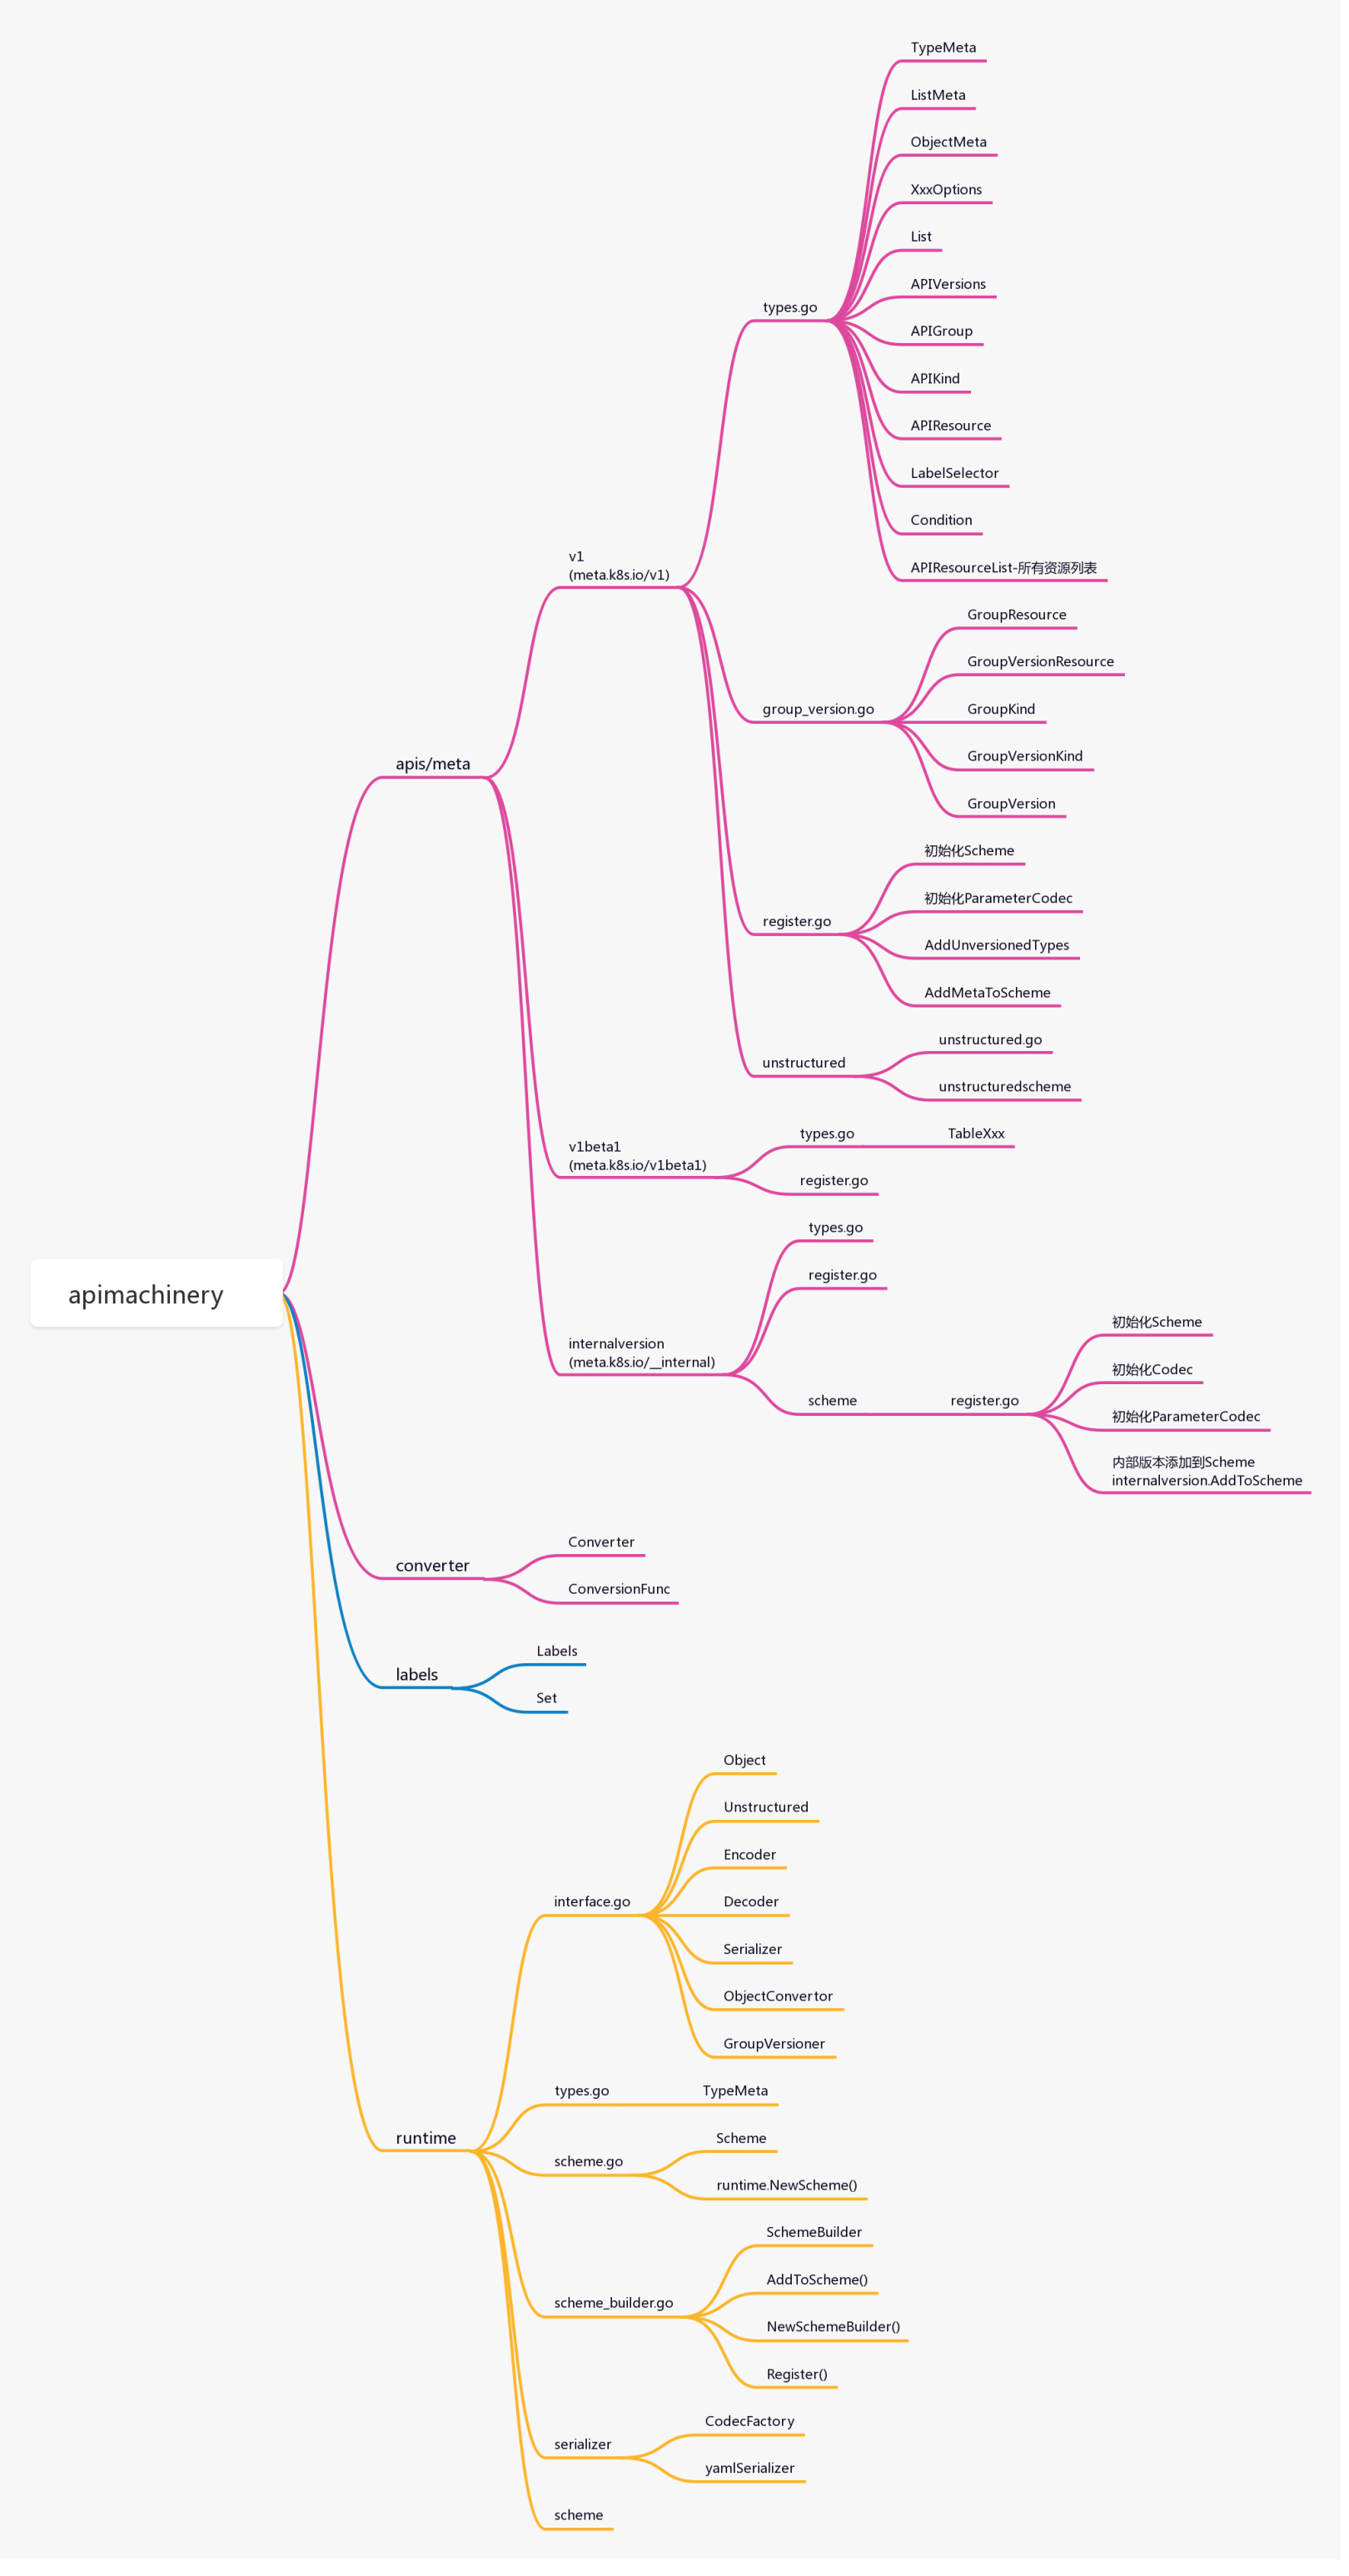 apimachinery
apis/meta
v1
(meta.k8s.io/v1)
types.go
TypeMeta
ListMeta
ObjectMeta
XxxOptions
List
APIVersions
APIGroup
APIKind
APIResource
LabelSelector
Condition
APIResourceList-所有资源列表
group_version.go
GroupResource
GroupVersionResource
GroupKind
GroupVersionKind
GroupVersion
register.go
初始化Scheme
初始化ParameterCodec
AddUnversionedTypes
AddMetaToScheme
unstructured
unstructured.go
unstructuredscheme
v1beta1
(meta.k8s.io/v1beta1)
types.go
TableXxx
register.go
internalversion
(meta.k8s.io/__internal)
types.go
register.go
scheme
register.go
初始化Scheme
初始化Codec
初始化ParameterCodec
内部版本添加到Scheme
internalversion.AddToScheme
converter
Converter
ConversionFunc
labels
Labels
Set
runtime
interface.go
Object
Unstructured
Encoder
Decoder
Serializer
ObjectConvertor
GroupVersioner
types.go
TypeMeta
scheme.go
Scheme
runtime.NewScheme()
scheme_builder.go
SchemeBuilder
AddToScheme()
NewSchemeBuilder()
Register()
serializer
CodecFactory
yamlSerializer
scheme